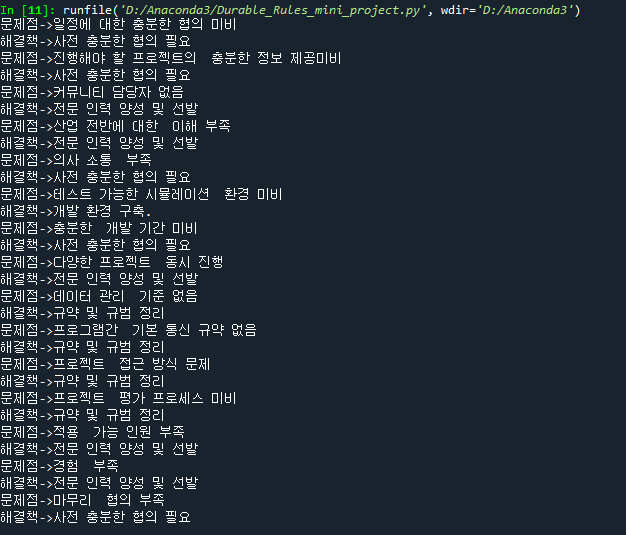 In [11]: runfile('D:/Anaconda3/Durable_Rules_mini_project.py', wdir='D:/Anaconda3')
문제점->일정에 대한 충분한 협의 미비
해결책->사전 충분한 협의 필요
문제점->진행해야 할 프로젝트의  충분한 정보 제공미비
해결책->사전 충분한 협의 필요
문제점->커뮤니티 담당자 없음
해결책->전문 인력 양성 및 선발
문제점->산업 전반에 대한  이해 부족
해결책->전문 인력 양성 및 선발
문제점->의사 소통  부족
해결책->사전 충분한 협의 필요
문제점->테스트 가능한 시뮬레이션  환경 미비
해결책->개발 환경 구축.
문제점->충분한  개발 기간 미비
해결책->사전 충분한 협의 필요
문제점->다양한 프로젝트  동시 진행
해결책->전문 인력 양성 및 선발
문제점->데이터 관리  기준 없음
해결책->규약 및 규범 정리
문제점->프로그램간  기본 통신 규약 없음
해결책->규약 및 규범 정리
문제점->프로젝트  접근 방식 문제
해결책->규약 및 규범 정리
문제점->프로젝트  평가 프로세스 미비
해결책->규약 및 규범 정리
문제점->적용  가능 인원 부족
해결책->전문 인력 양성 및 선발
문제점->경험  부족
해결책->전문 인력 양성 및 선발
문제점->마무리  협의 부족
해결책->사전 충분한 협의 필요